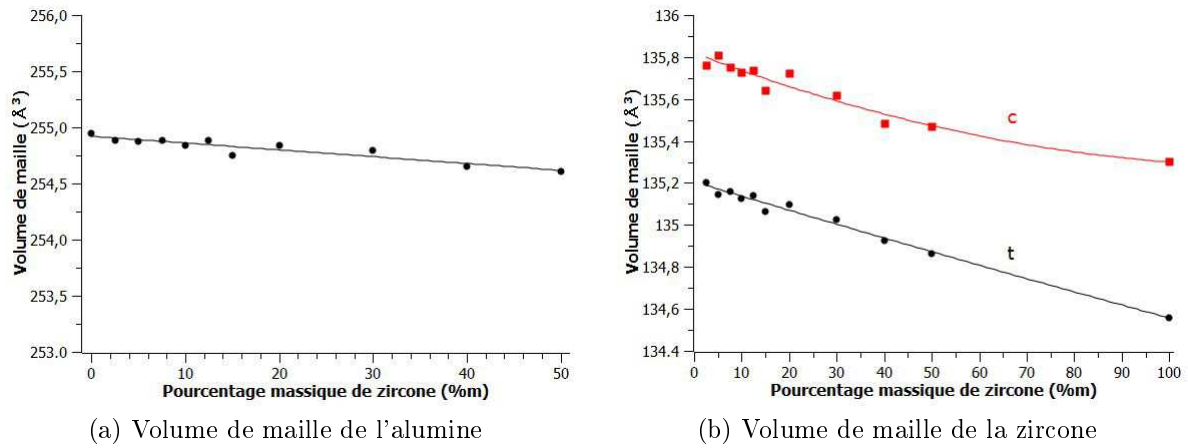 256,0
255,5
255,0
254,5
254,0
253,5
253,0
Volume de maille (Å³)
0 10 20 30 40 50
Pourcentage massique de zircone (%m)
(a) Volume de maille de l'alumine
136
135,8
135,6
135,4
135,2
135
134,8
134,6
134.4
Volume de maille (Å³)
c
t
0 10 20 30 40 50 60 70 80 90 100
Pourcentage massique de zircone (%m)
(b) Volume de maille de la zircone